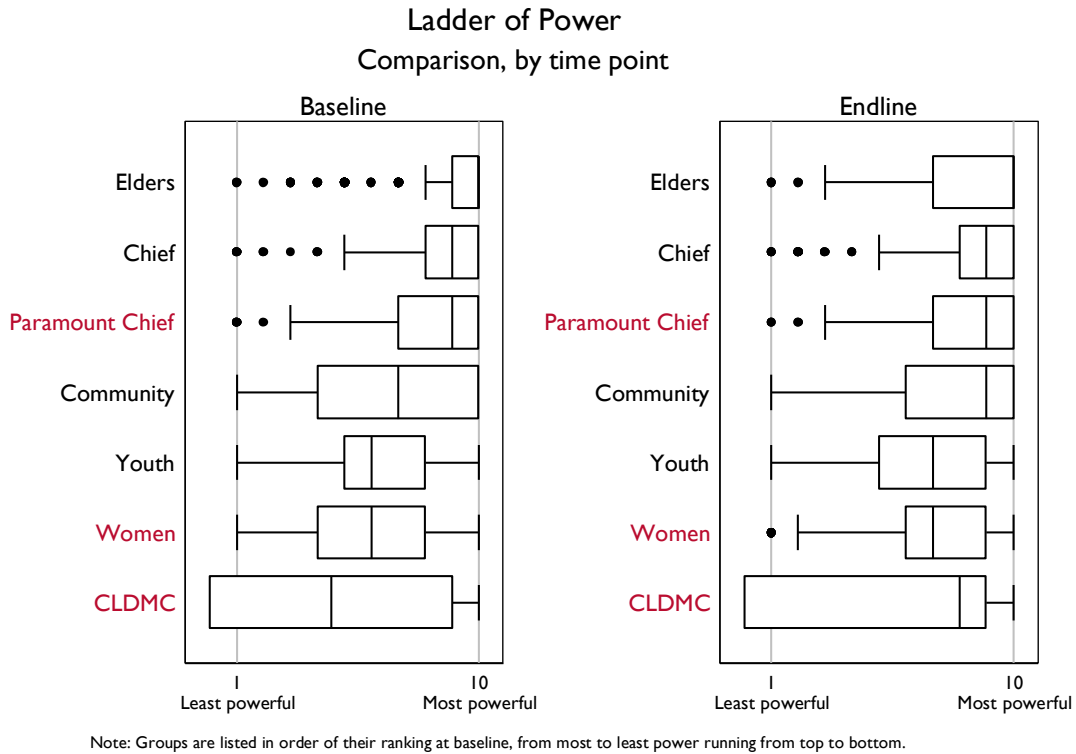 Ladder of Power
Comparison, by time point
Baseline
Elders
Chief
Paramount Chief
Community
Youth
Women
CLDMC
1
10
Least powerful
Most powerful
Endline
Elders
Chief
Paramount Chief
Community
Youth
Women
CLDMC
1
10
Least powerful
Most powerful
Note: Groups are listed in order of their ranking at baseline, from most to least power running from top to bottom.